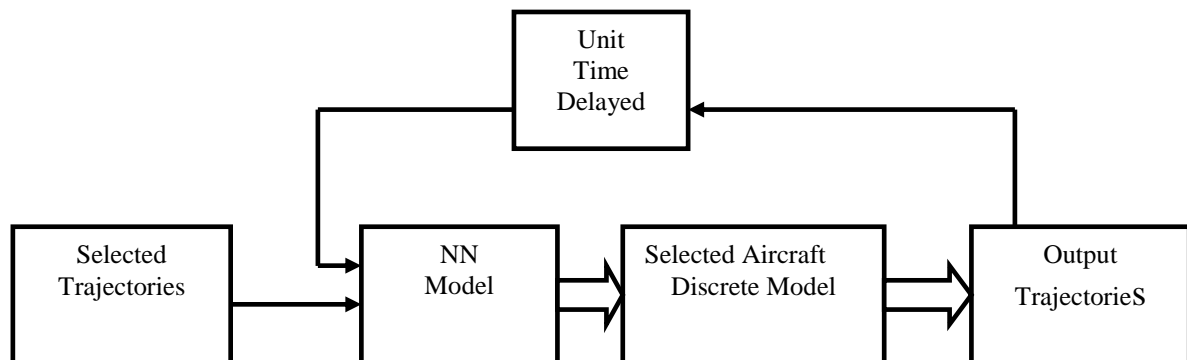 Unit
Time
Delayed
Selected
Trajectories
NN
Model
Selected Aircraft
Discrete Model
Output
TrajectorieS